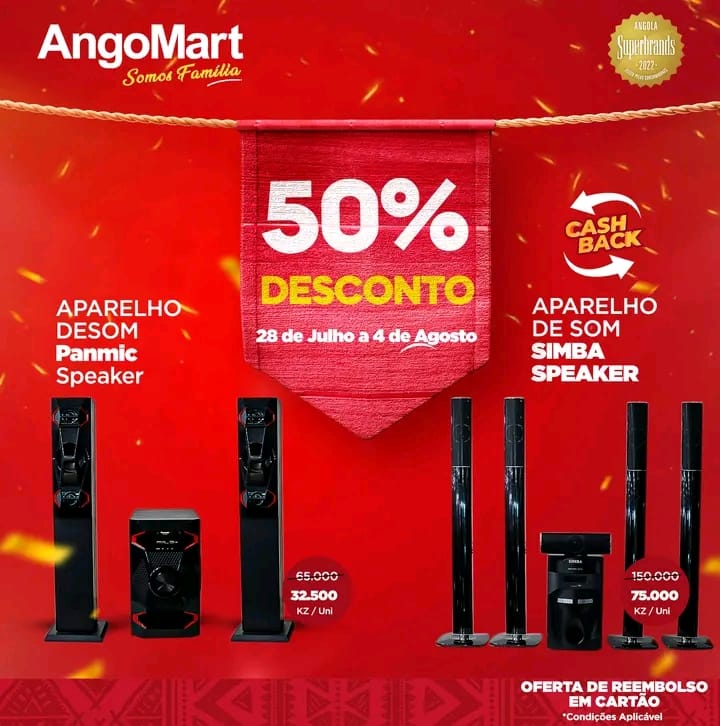 AngoMart
Somos Família
ANGOLA
Superbrands
2022
50%
DESCONTO
28 de Julho a 4 de Agosto
CASH
BACK
APARELHO
DESOM
Panmic
Speaker
APARELHO
DE SOM
SIMBA
SPEAKER
65.000
32.500
KZ / Uni
SIMBA
150.000
75.000
KZ / Uni
OFERTA DE REEMBOLSO
EM CARTÃO
*Condições Aplicável